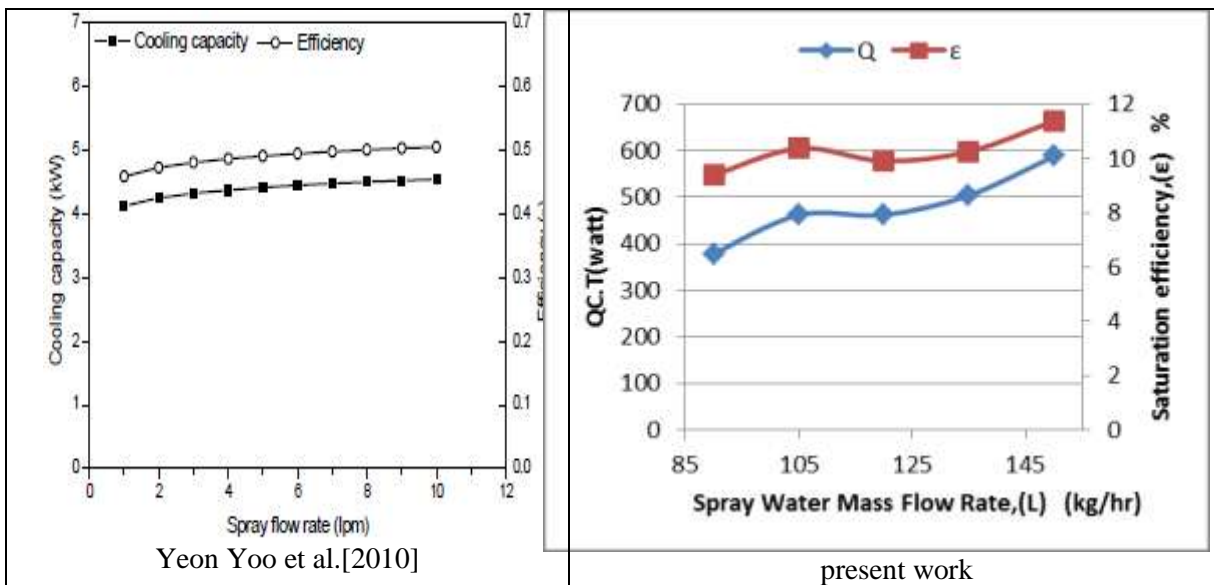 Cooling capacity Efficiency
7
6
5
4
3
2
1
0
Cooling capacity (kW)
0.7
0.6
0.5
0.4
0.3
0.2
0.1
0.0
0 2 4 6 8 10 12
Spray flow rate (lpm)
Yeon Yoo et al.[2010]
Q ε
700
600
500
400
300
200
100
0
QC.T(watt)
12
10
8
6
4
2
0
Saturation efficiency,(ε) %
85 105 125 145
Spray Water Mass Flow Rate,(L) (kg/hr)
present work